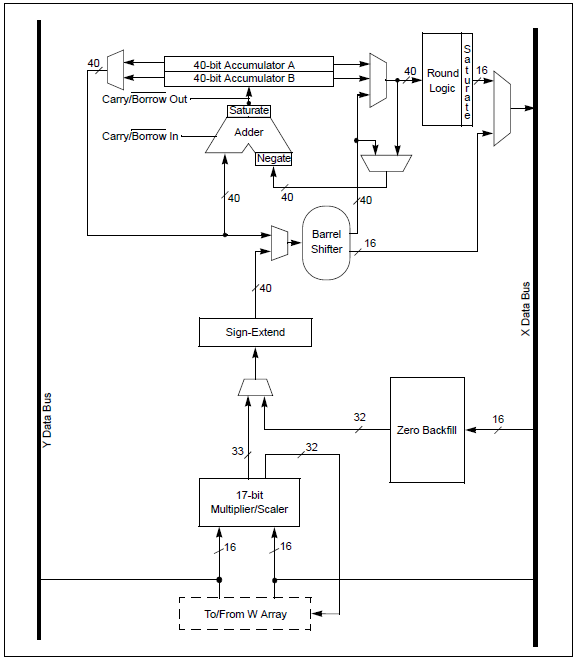 40
40-bit Accumulator A
40-bit Accumulator B
Carry/Borrow Out
Saturate
Carry/Borrow In
Adder
Negate
40
Round
Logic
Saturate
16
40
40
40
Barrel
Shifter
16
40
Sign-Extend
X Data Bus
Y Data Bus
32
Zero Backfill
16
33
32
17-bit
Multiplier/Scaler
16
16
To/From W Array